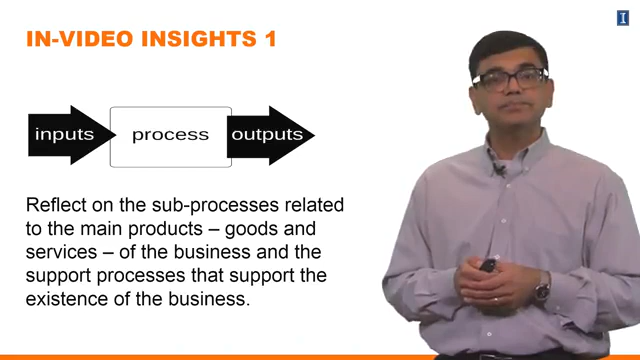 IN-VIDEO INSIGHTS 1
I
inputs
process
outputs
Reflect on the sub-processes related
to the main products – goods and
services – of the business and the
support processes that support the
existence of the business.